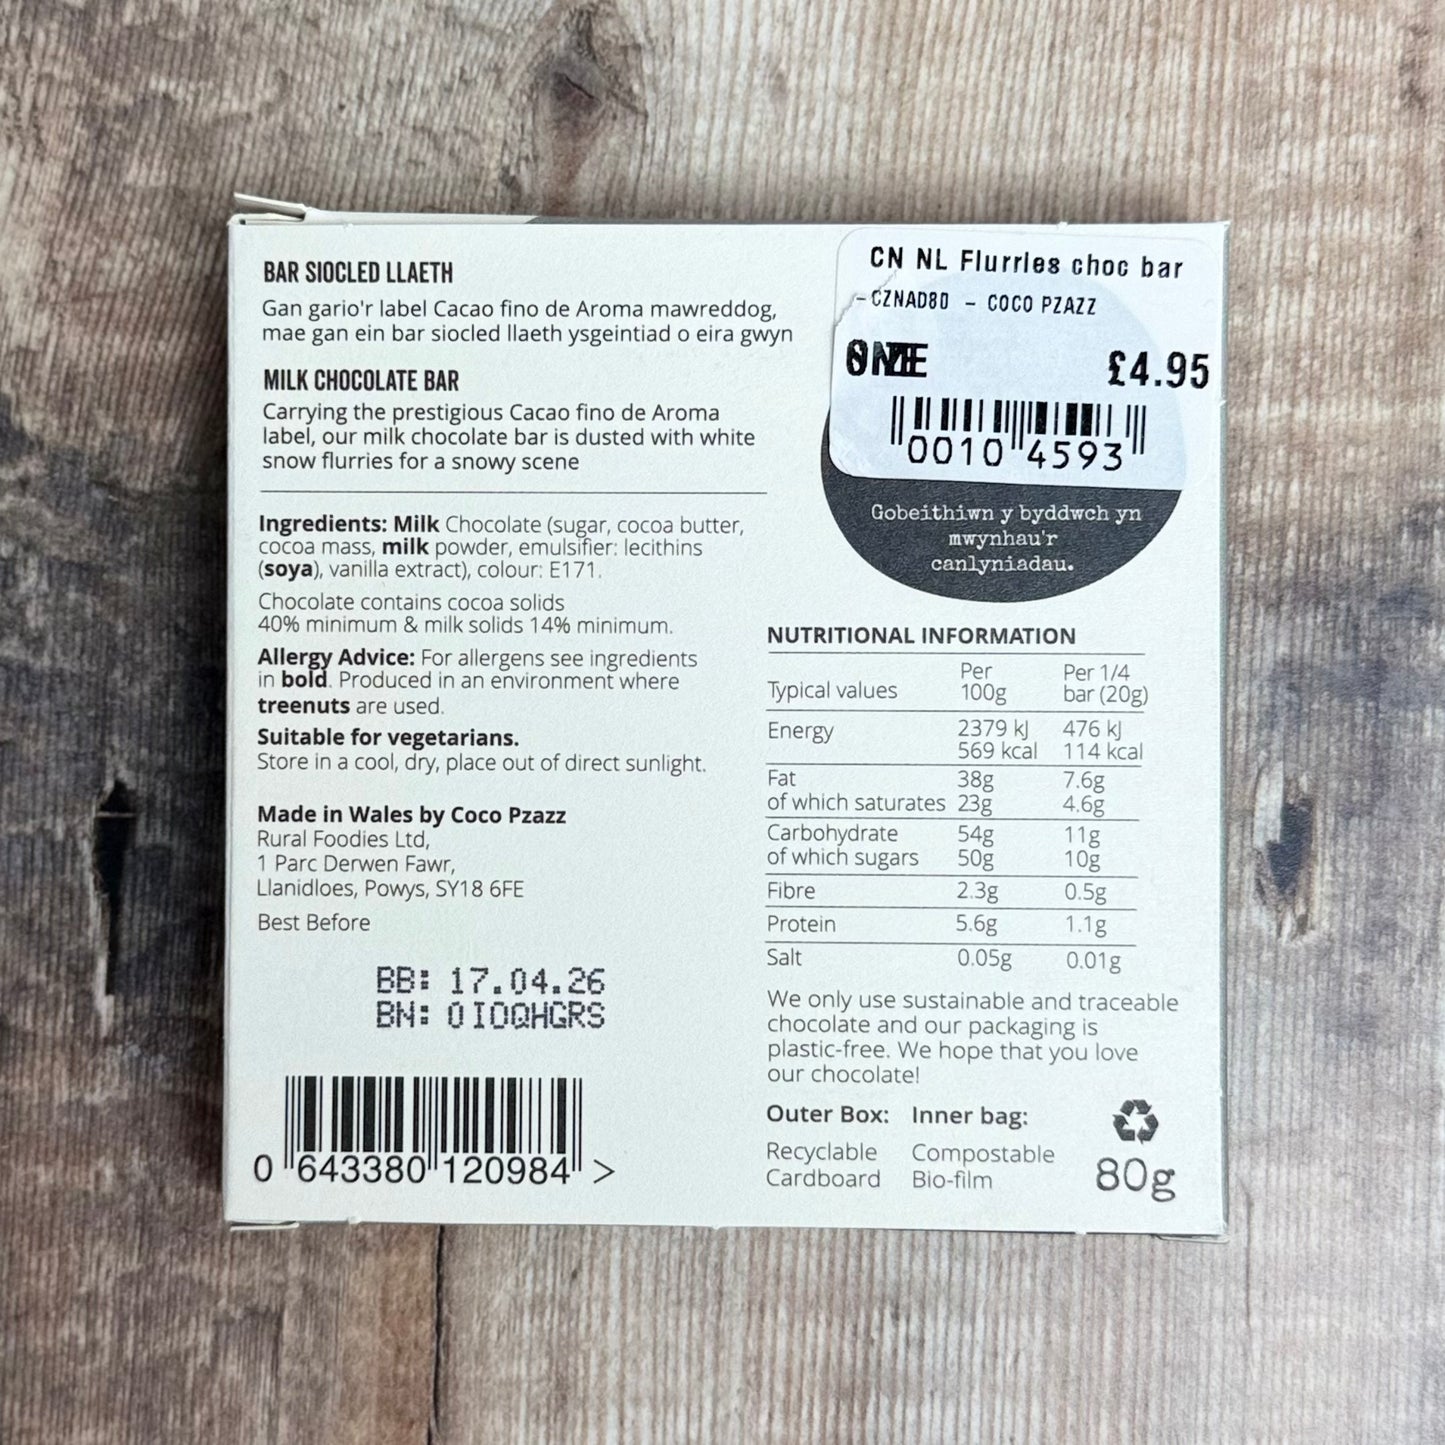 BAR SIOCLED LLAETH
Gan gario'r label Cacao fino de Aroma mawreddog,
mae gan ein bar siocled llaeth ysgeintiad o eira gwyn
MILK CHOCOLATE BAR
Carrying the prestigious Cacao fino de Aroma
label, our milk chocolate bar is dusted with white
snow flurries for a snowy scene
Ingredients: Milk Chocolate (sugar, cocoa butter,
cocoa mass, milk powder, emulsifier: lecithins
(soya), vanilla extract), colour: E171.
Chocolate contains cocoa solids
40% minimum & milk solids 14% minimum.
Allergy Advice: For allergens see ingredients
in bold. Produced in an environment where
treenuts are used.
Suitable for vegetarians.
Store in a cool, dry, place out of direct sunlight.
Made in Wales by Coco Pzazz
Rural Foodies Ltd,
1 Parc Derwen Fawr,
Llanidloes, Powys, SY18 6FE
Best Before
BB: 17.04.26
BN: 0IOQHGRS
0 643380 120984 >
CN NL Flurries choc bar
-CZNAD80 - COCO PZAZZ
£4.95
0010 4593
Gobeithiwn y byddwch yn
mwynhau'r
canlyniadau.
NUTRITIONAL INFORMATION
Typical values Per 100g Per 1/4 bar (20g)
Energy 2379 kJ 476 kJ
569 kcal 114 kcal
Fat 38g 7.6g
of which saturates 23g 4.6g
Carbohydrate 54g 11g
of which sugars 50g 10g
Fibre 2.3g 0.5g
Protein 5.6g 1.1g
Salt 0.05g 0.01g
We only use sustainable and traceable
chocolate and our packaging is
plastic-free. We hope that you love
our chocolate!
Outer Box: Inner bag:
Recyclable Compostable
Cardboard Bio-film
80g